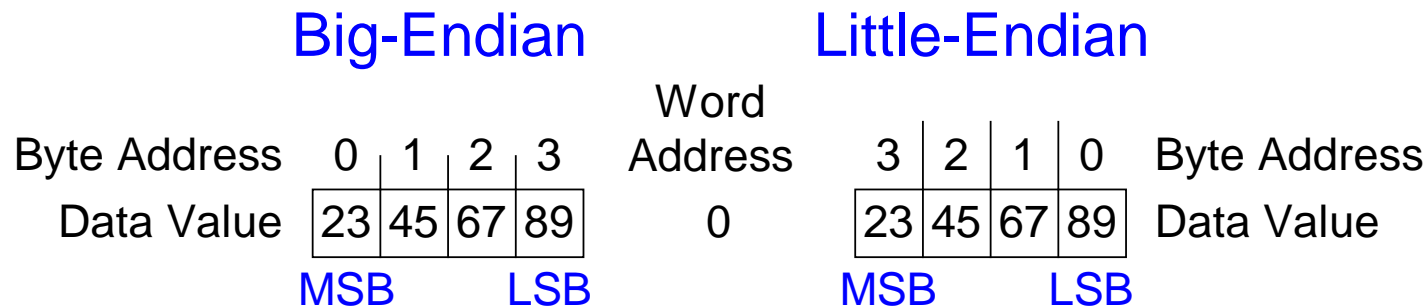 Big-Endian Little-Endian
Word
Byte Address 0 1 2 3 Address 3 2 1 0 Byte Address
Data Value 23 45 67 89 0 23 45 67 89 Data Value
MSB LSB MSB LSB